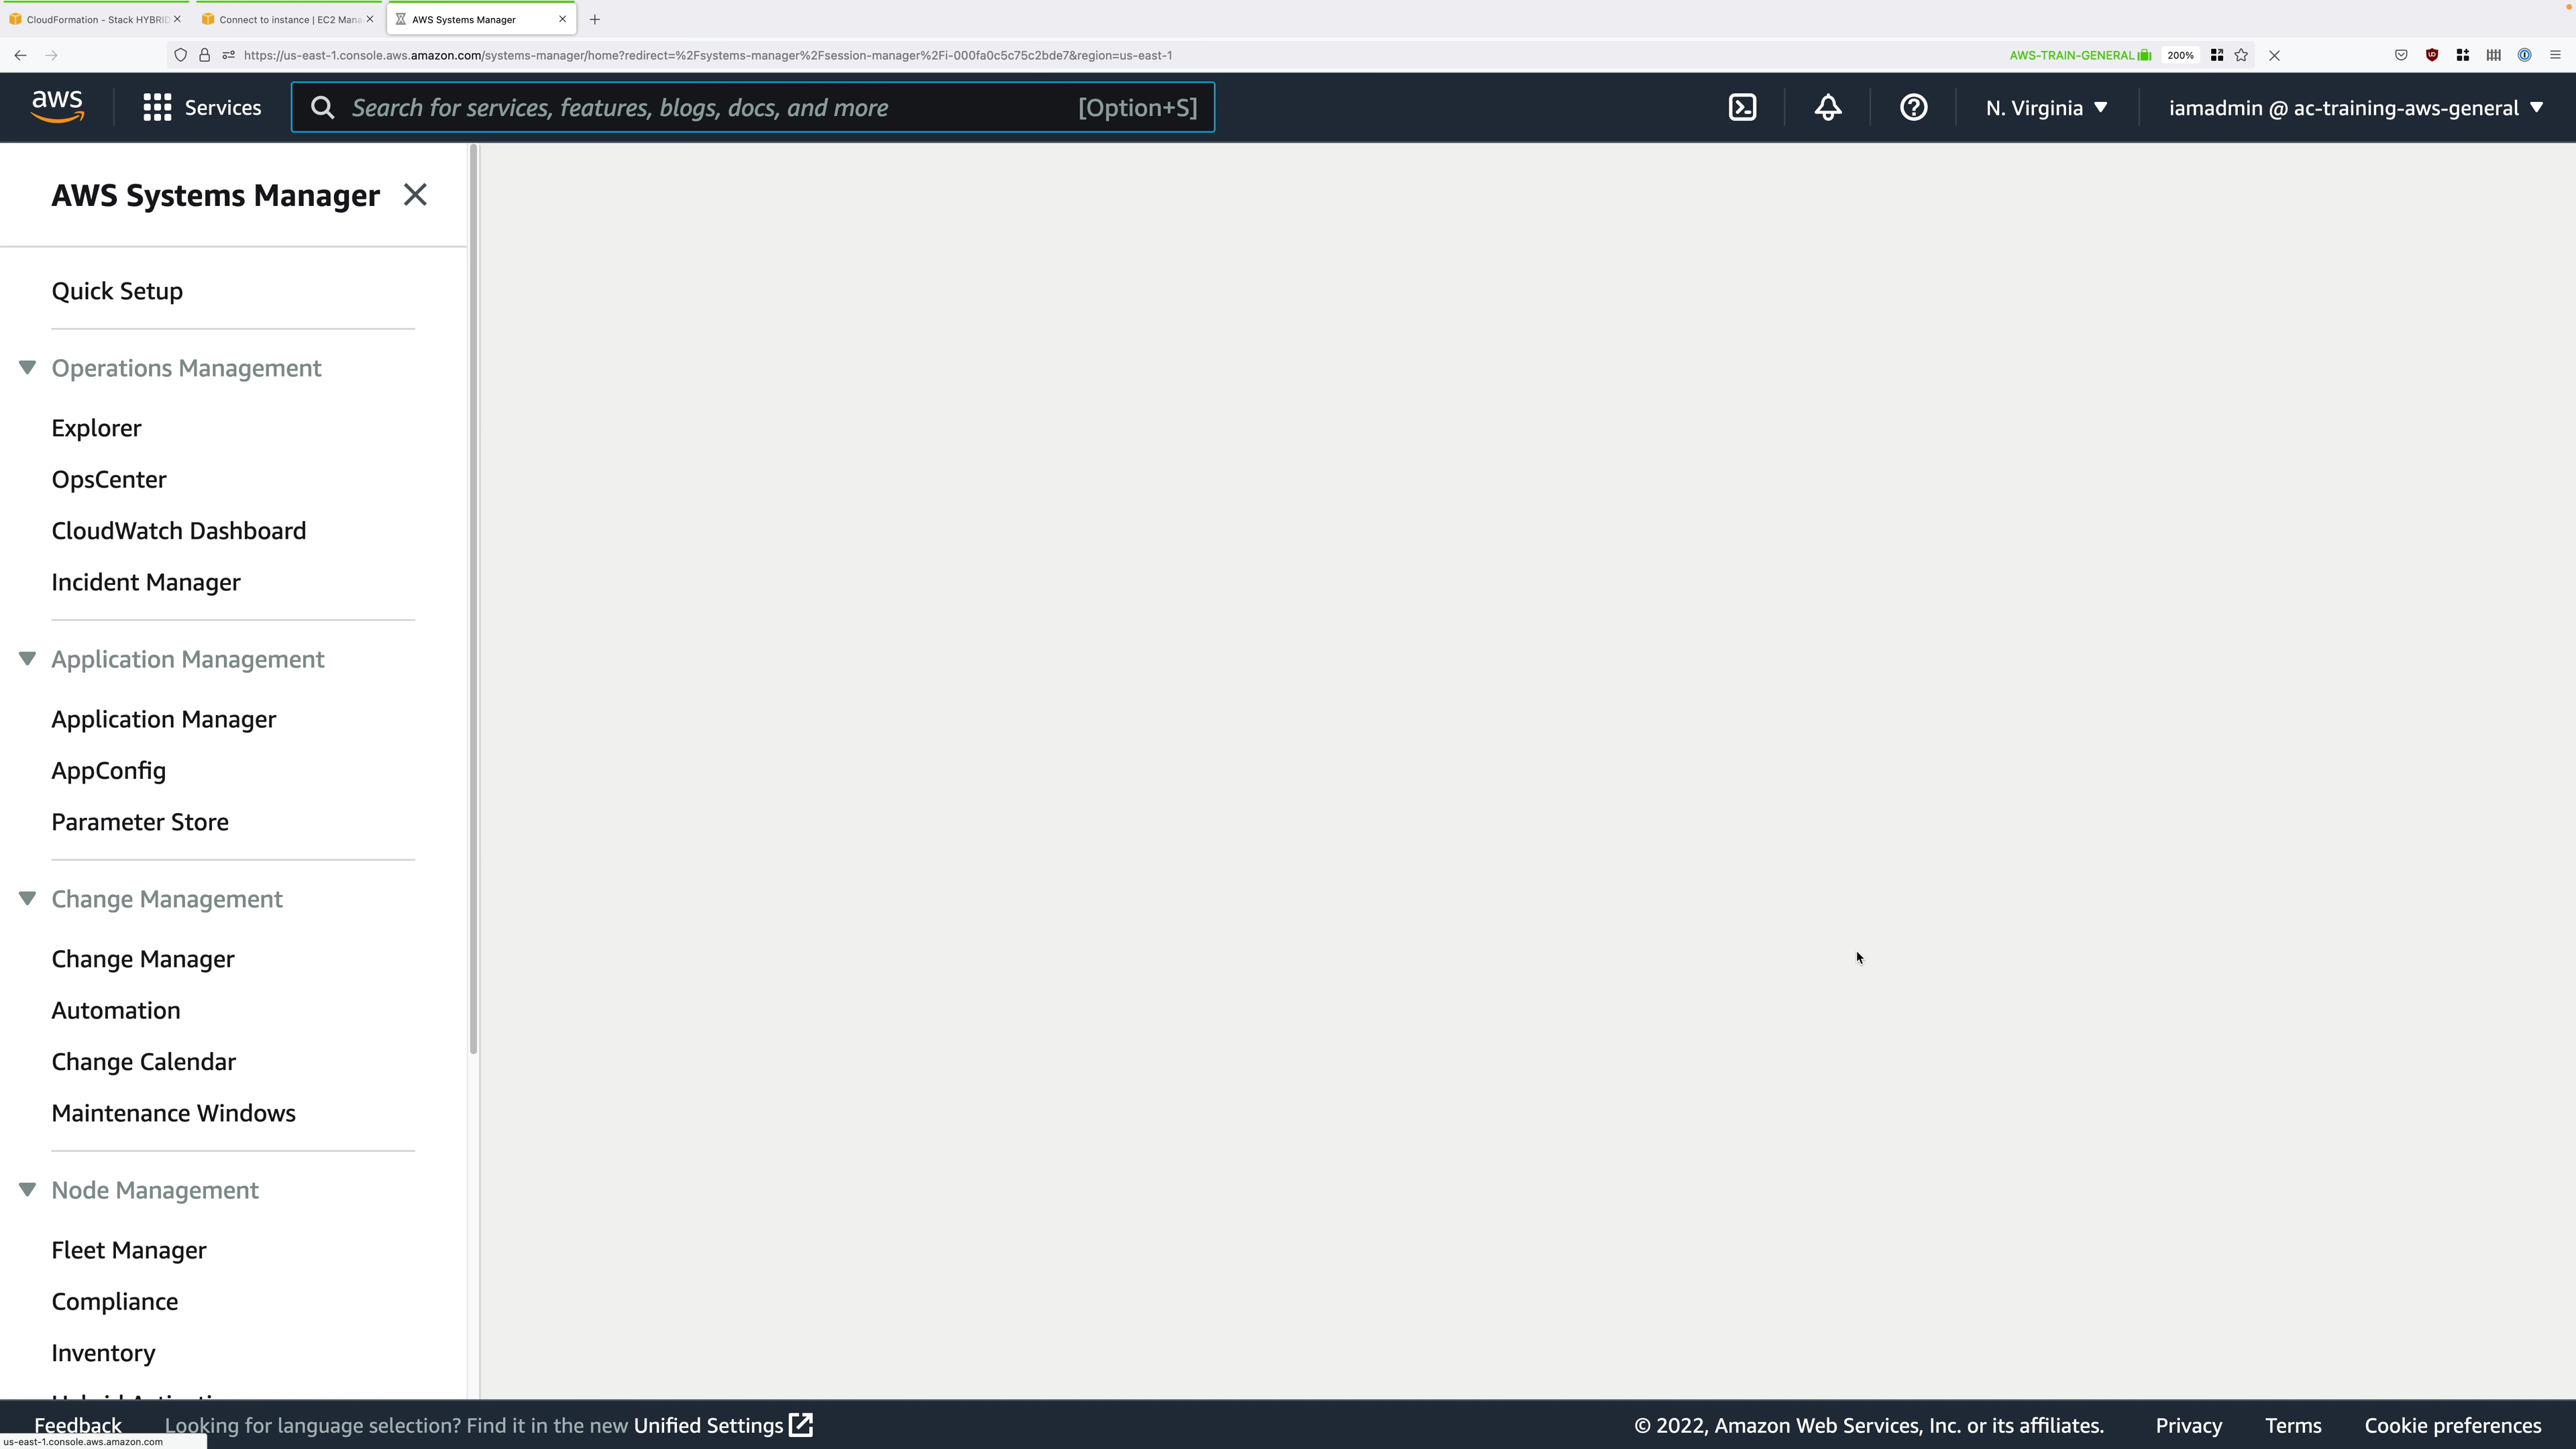 CloudFormation - Stack HYBRID
Connect to instance | EC2 Mana
AWS Systems Manager
https://us-east-1.console.aws.amazon.com/systems-manager/home?redirect=%2Fsystems-manager%2Fsession-manager%2Fi-000fa0c5c75c2bde7&region=us-east-1
AWS-TRAIN-GENERAL
200%
aws
Services
Search for services, features, blogs, docs, and more
[Option+S]
N. Virginia
iamadmin @ ac-training-aws-general
AWS Systems Manager
Quick Setup
Operations Management
Explorer
OpsCenter
CloudWatch Dashboard
Incident Manager
Application Management
Application Manager
AppConfig
Parameter Store
Change Management
Change Manager
Automation
Change Calendar
Maintenance Windows
Node Management
Fleet Manager
Compliance
Inventory
Feedback
Looking for language selection? Find it in the new Unified Settings
© 2022, Amazon Web Services, Inc. or its affiliates.
Privacy
Terms
Cookie preferences
us-east-1.console.aws.amazon.com